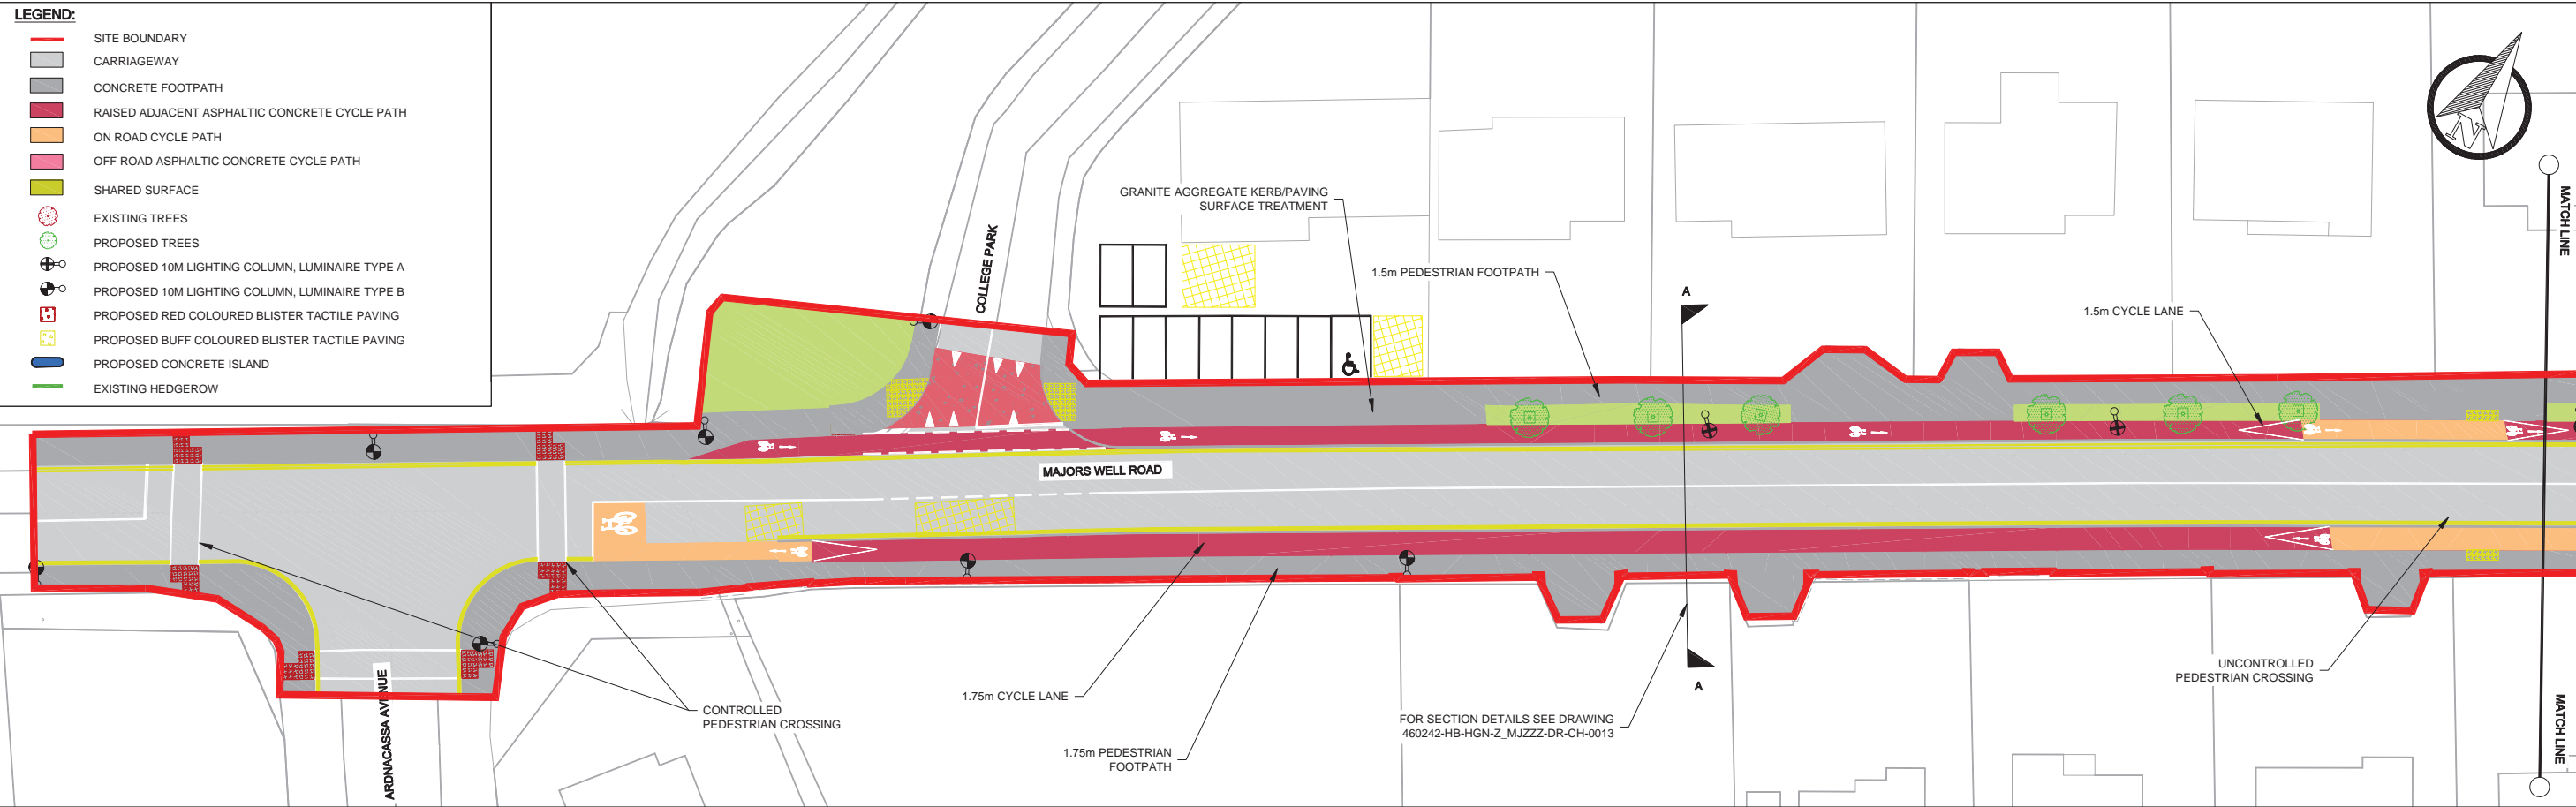 LEGEND:
SITE BOUNDARY
CARRIAGEWAY
CONCRETE FOOTPATH
RAISED ADJACENT ASPHALTIC CONCRETE CYCLE PATH
ON ROAD CYCLE PATH
OFF ROAD ASPHALTIC CONCRETE CYCLE PATH
SHARED SURFACE
EXISTING TREES
PROPOSED TREES
PROPOSED 10M LIGHTING COLUMN, LUMINAIRE TYPE A
PROPOSED 10M LIGHTING COLUMN, LUMINAIRE TYPE B
PROPOSED RED COLOURED BLISTER TACTILE PAVING
PROPOSED BUFF COLOURED BLISTER TACTILE PAVING
PROPOSED CONCRETE ISLAND
EXISTING HEDGEROW
N
MATCH LINE
GRANITE AGGREGATE KERB/PAVING
SURFACE TREATMENT
COLLEGE PARK
1.5m PEDESTRIAN FOOTPATH
A
1.5m CYCLE LANE
MAJORS WELL ROAD
ARDNACASSA AVENUE
CONTROLLED
PEDESTRIAN CROSSING
1.75m CYCLE LANE
1.75m PEDESTRIAN
FOOTPATH
FOR SECTION DETAILS SEE DRAWING
460242-HB-HGN-Z_MJZZZ-DR-CH-0013
A
UNCONTROLLED
PEDESTRIAN CROSSING
MATCH LINE